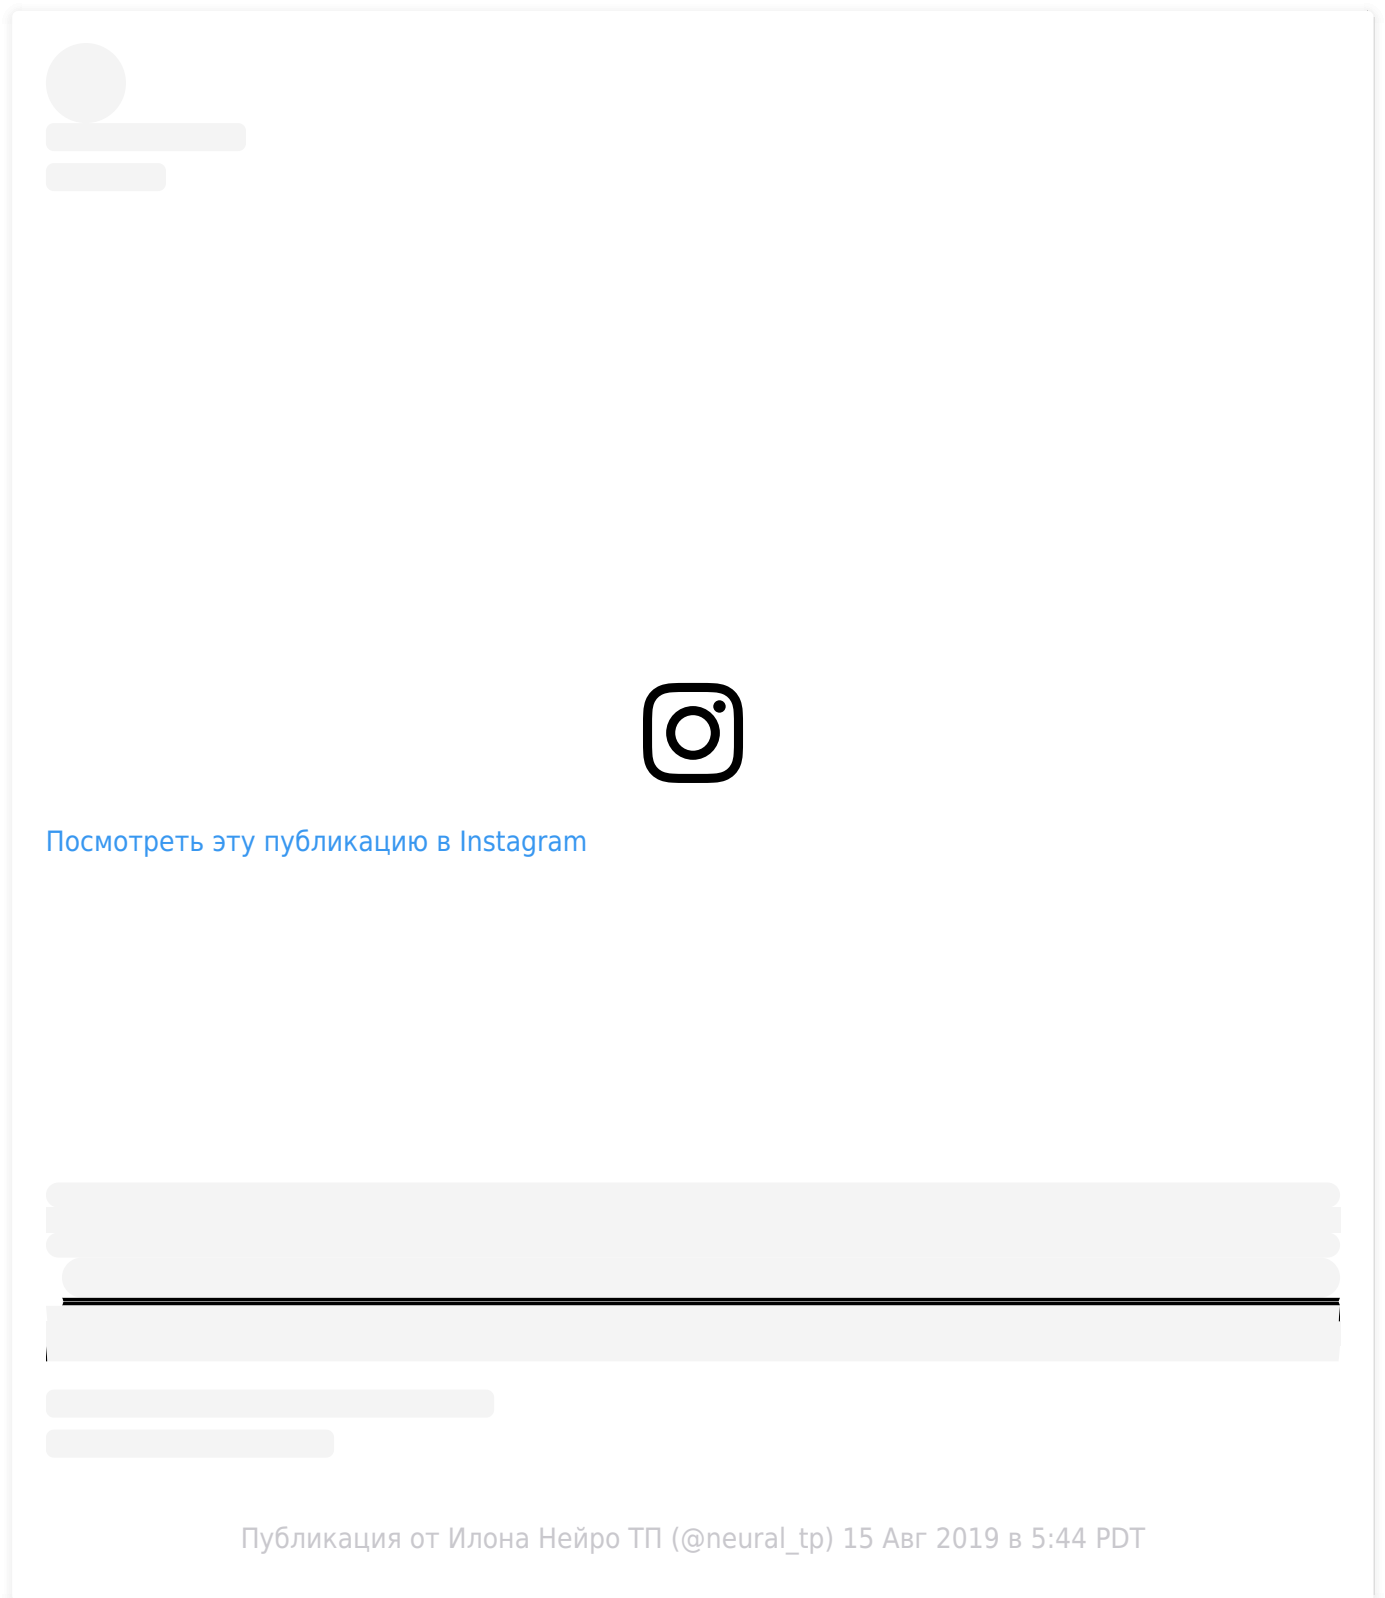 Посмотреть эту публикацию в Instagram
Публикация от Илона Нейро ТП (@neural_tp) 15 Авг 2019 в 5:44 PDT